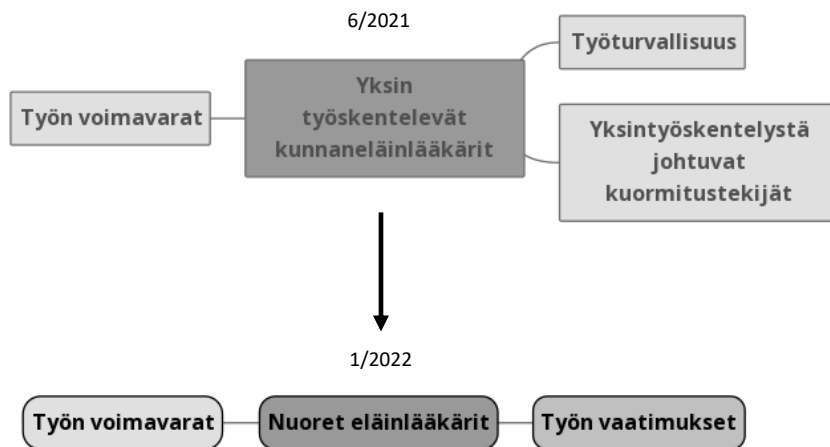 6/2021
Työturvallisuus
Työn voimavarat
Yksin
työskentelevät
kunnaneläinlääkärit
Yksintyöskentelystä
johtuvat
kuormitustekijät
1/2022
Työn voimavarat
Nuoret eläinlääkärit
Työn vaatimukset